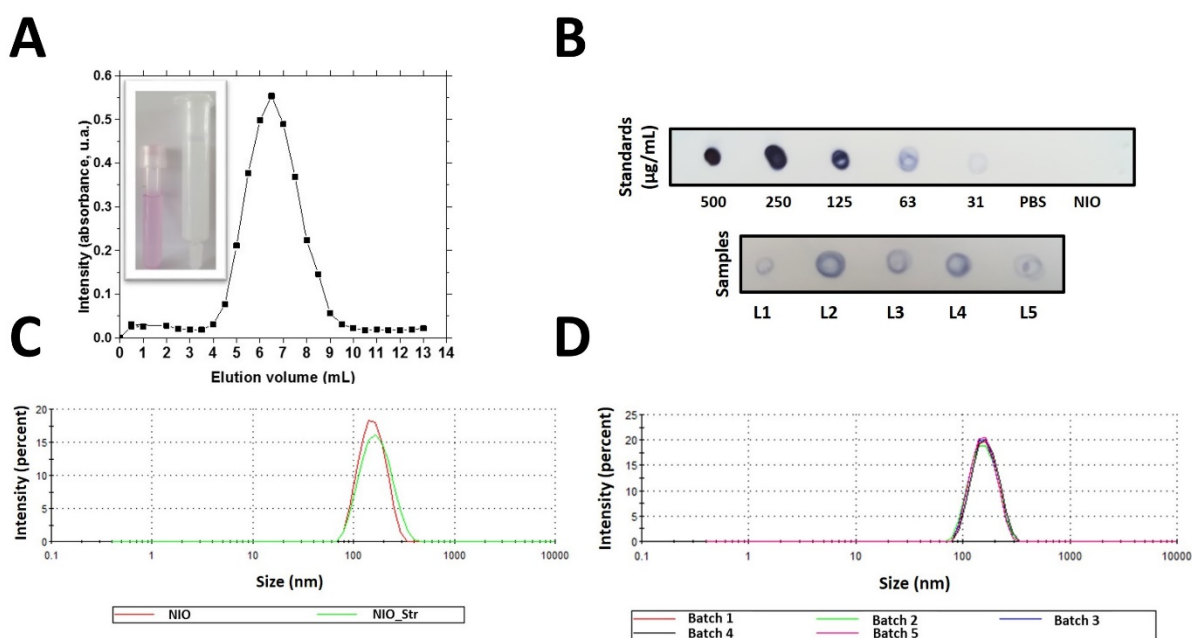 A
Intensity (absorbance, u.a.)
0.6
0.5
0.4
0.3
0.2
0.1
0.0
0 1 2 3 4 5 6 7 8 9 10 11 12 13 14
Elution volume (mL)
B
Standards
(µg/mL)
500 250 125 63 31 PBS NIO
Samples
L1 L2 L3 L4 L5
C
Intensity (percent)
20
15
10
5
0
0.1 1 10 100 1000 10000
Size (nm)
NIO NIO_Str
D
Intensity (percent)
25
20
15
10
5
0
0.1 1 10 100 1000 10000
Size (nm)
Batch 1 Batch 2 Batch 3
Batch 4 Batch 5